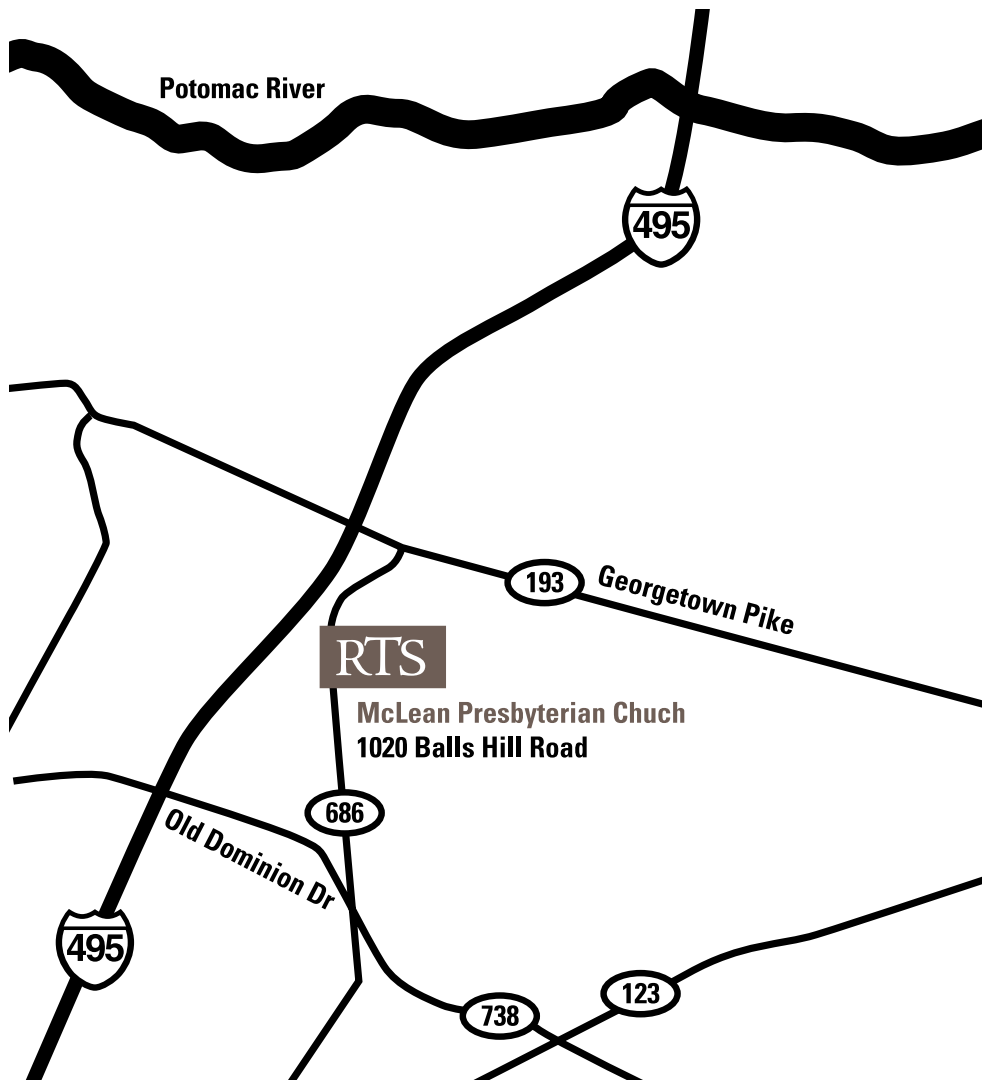 Potomac River
495
193
Georgetown Pike
RTS
McLean Presbyterian Chuch
1020 Balls Hill Road
686
Old Dominion Dr
495
123
738